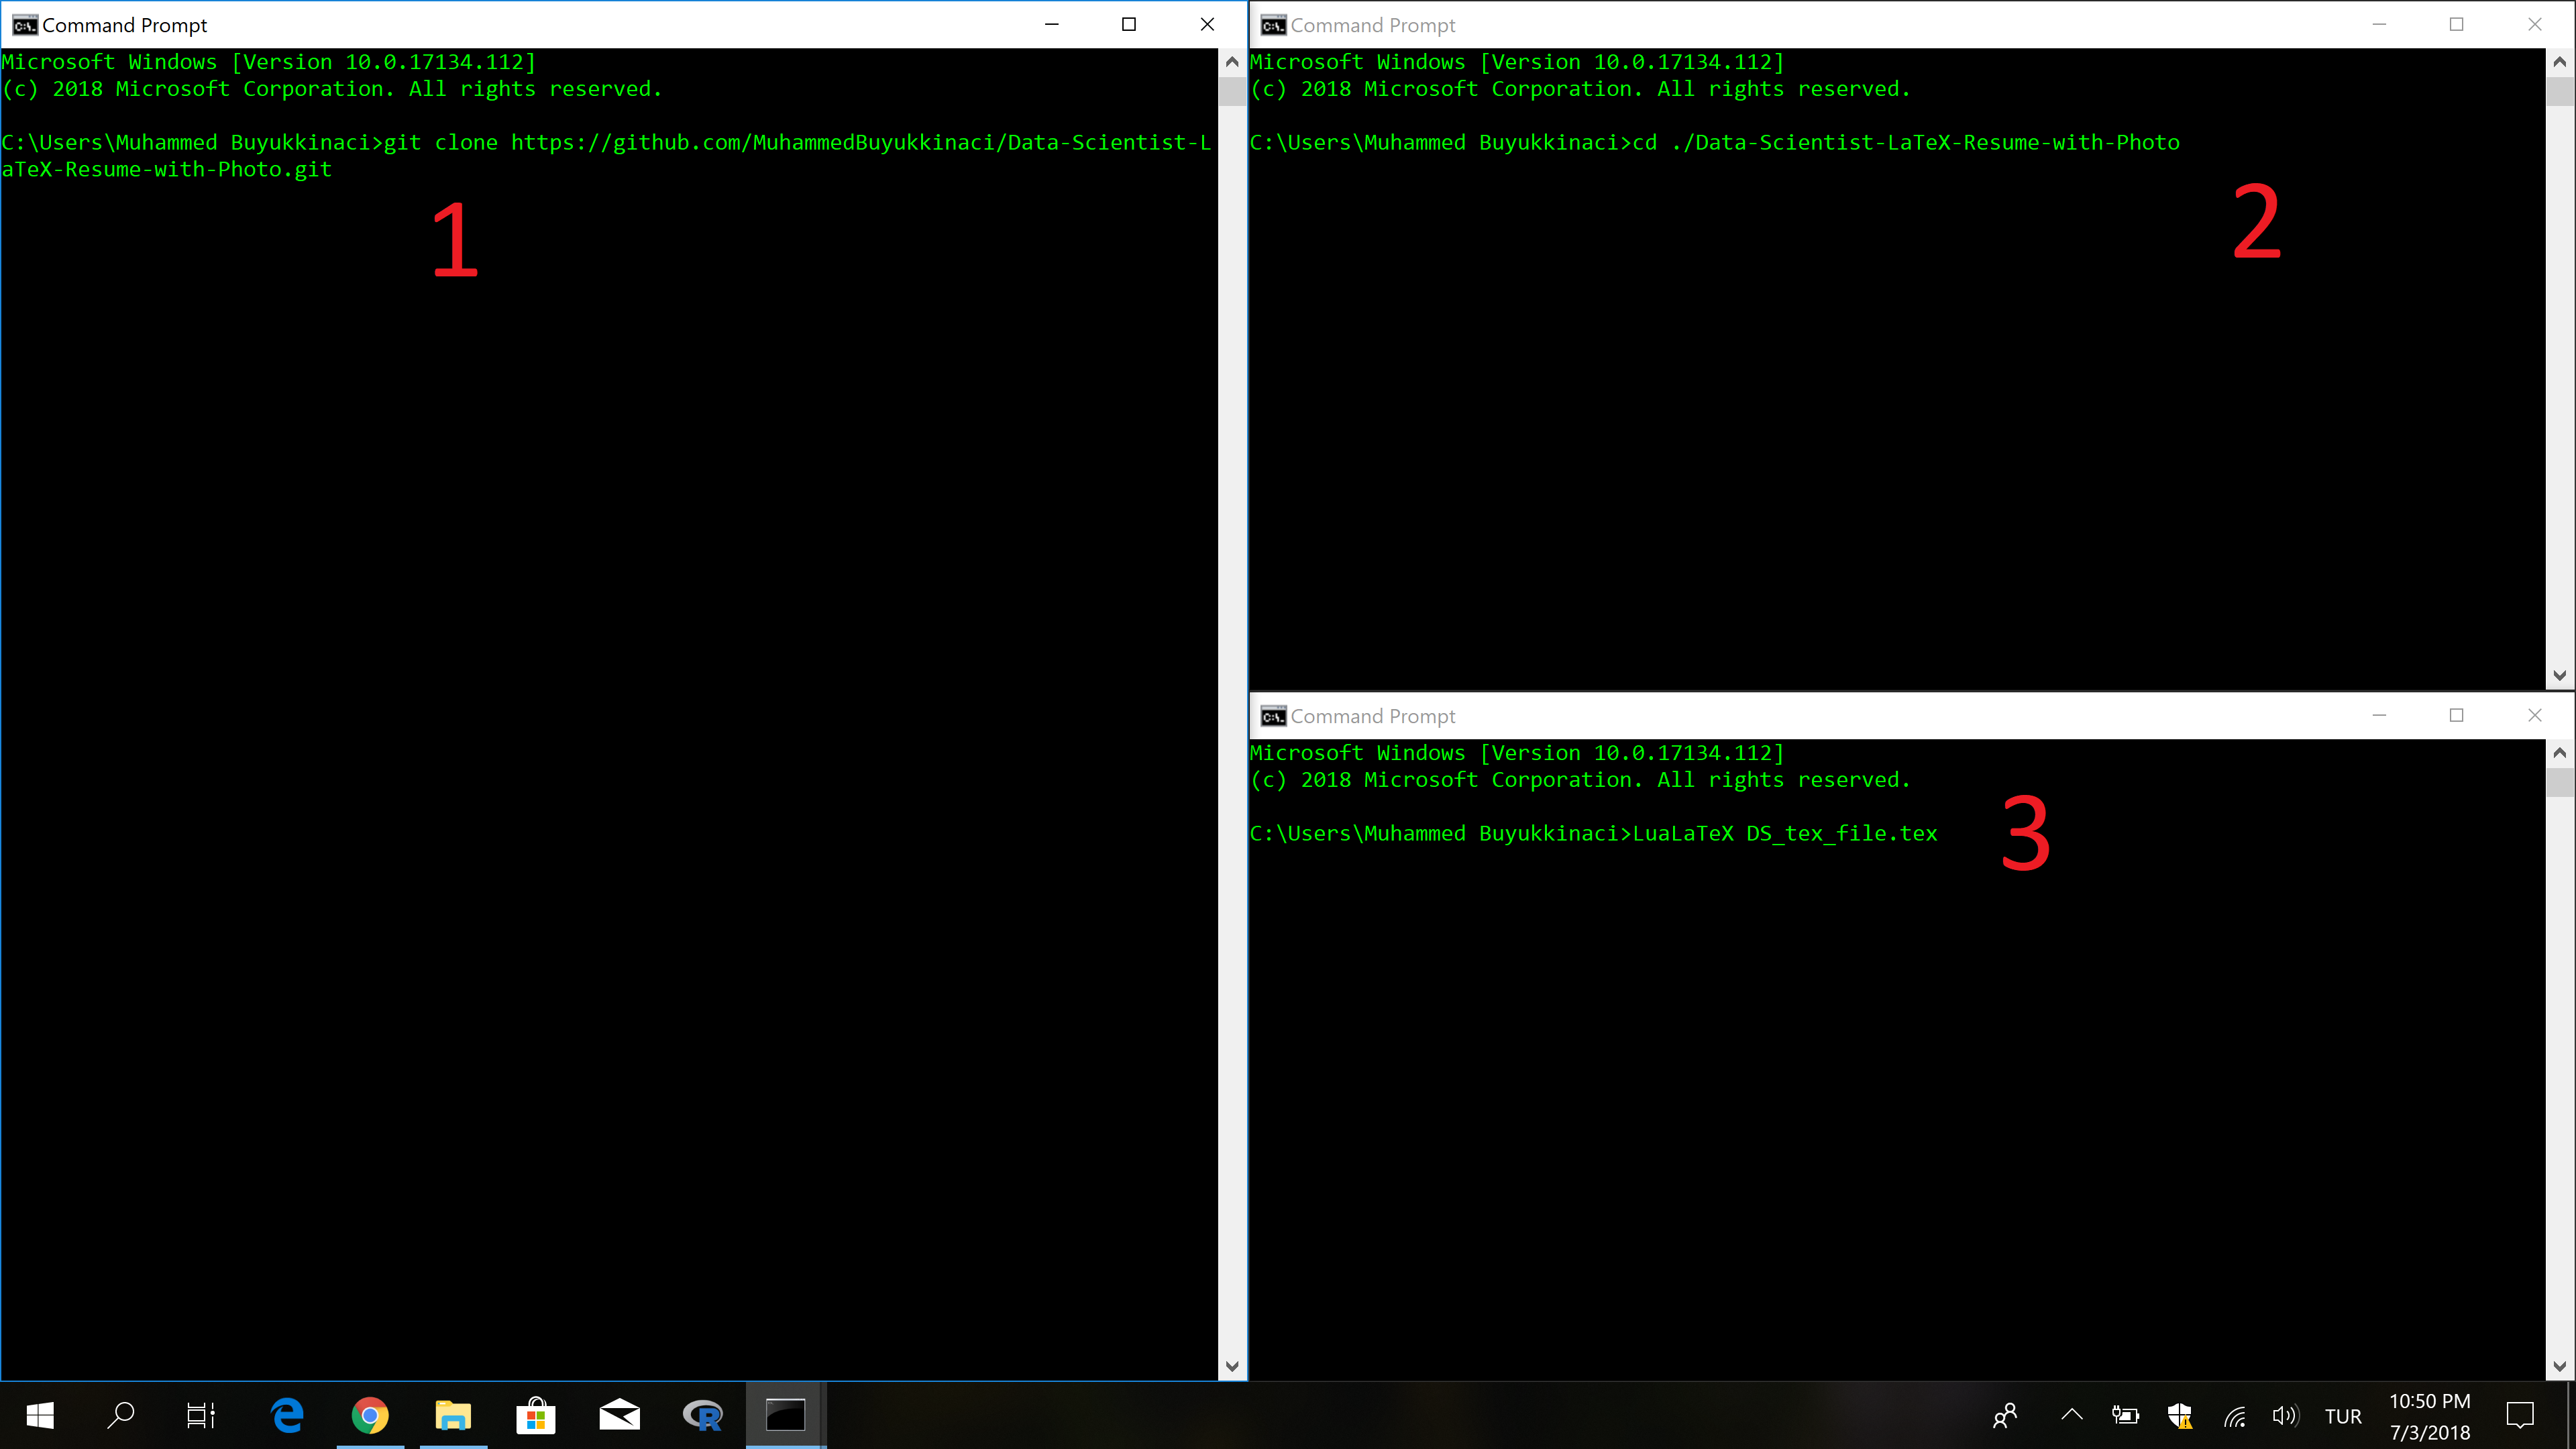 Command Prompt
Microsoft Windows [Version 10.0.17134.112]
(c) 2018 Microsoft Corporation. All rights reserved.
C:\Users\Muhammed Buyukkinaci>git clone https://github.com/MuhammedBuyukkinaci/Data-Scientist-L
aTeX-Resume-with-Photo.git
1
Command Prompt
Microsoft Windows [Version 10.0.17134.112]
(c) 2018 Microsoft Corporation. All rights reserved.
C:\Users\Muhammed Buyukkinaci>cd ./Data-Scientist-LaTeX-Resume-with-Photo
2
Command Prompt
Microsoft Windows [Version 10.0.17134.112]
(c) 2018 Microsoft Corporation. All rights reserved.
C:\Users\Muhammed Buyukkinaci>LuaLaTeX DS_tex_file.tex
3
TUR
10:50 PM
7/3/2018